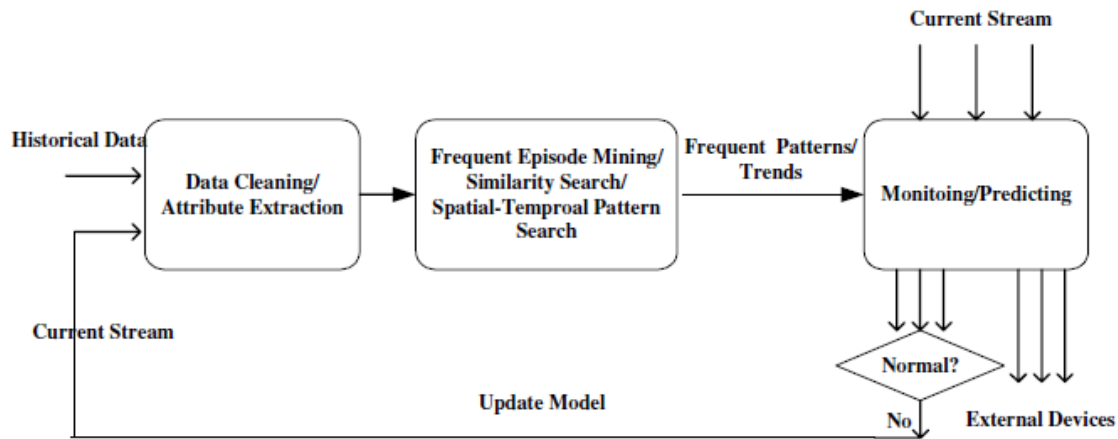 Current Stream
Historical Data
Data Cleaning/
Attribute Extraction
Frequent Episode Mining/
Similarity Search/
Spatial-Temproal Pattern
Search
Frequent Patterns/
Trends
Monitoing/Predicting
Current Stream
Normal?
Update Model
No
External Devices